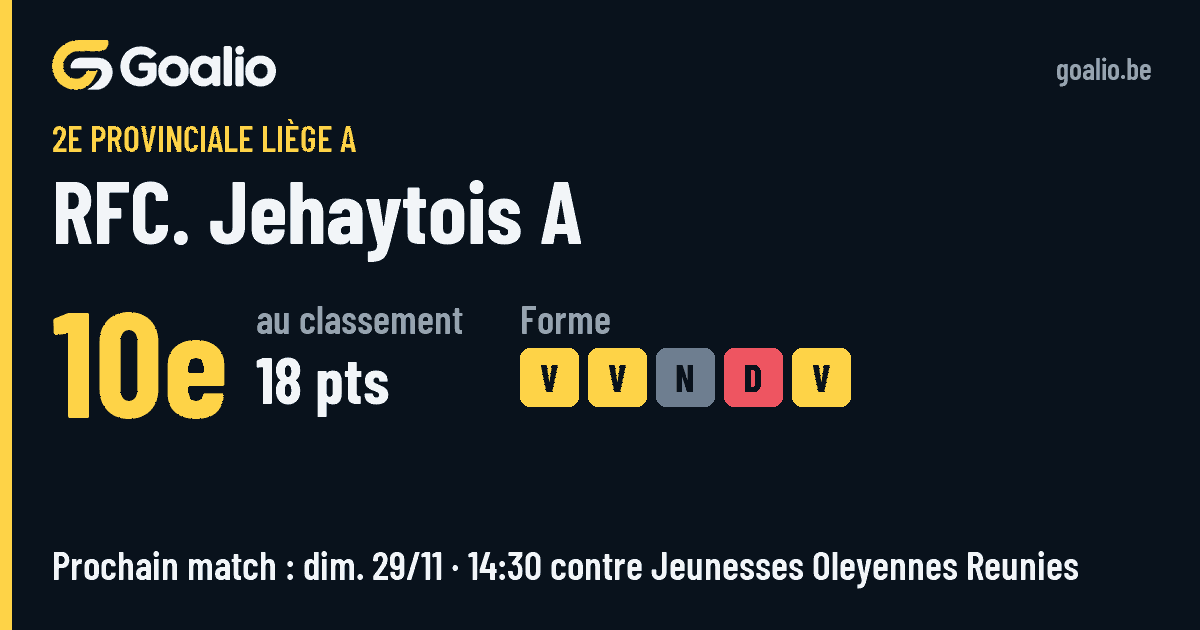 Goalio
goalio.be
2E PROVINCIALE LIÈGE A
RFC. Jehaytois A
10e
au classement
18 pts
Forme
V V N D V
Prochain match : dim. 29/11 · 14:30 contre Jeunesses Oleyennes Reunies